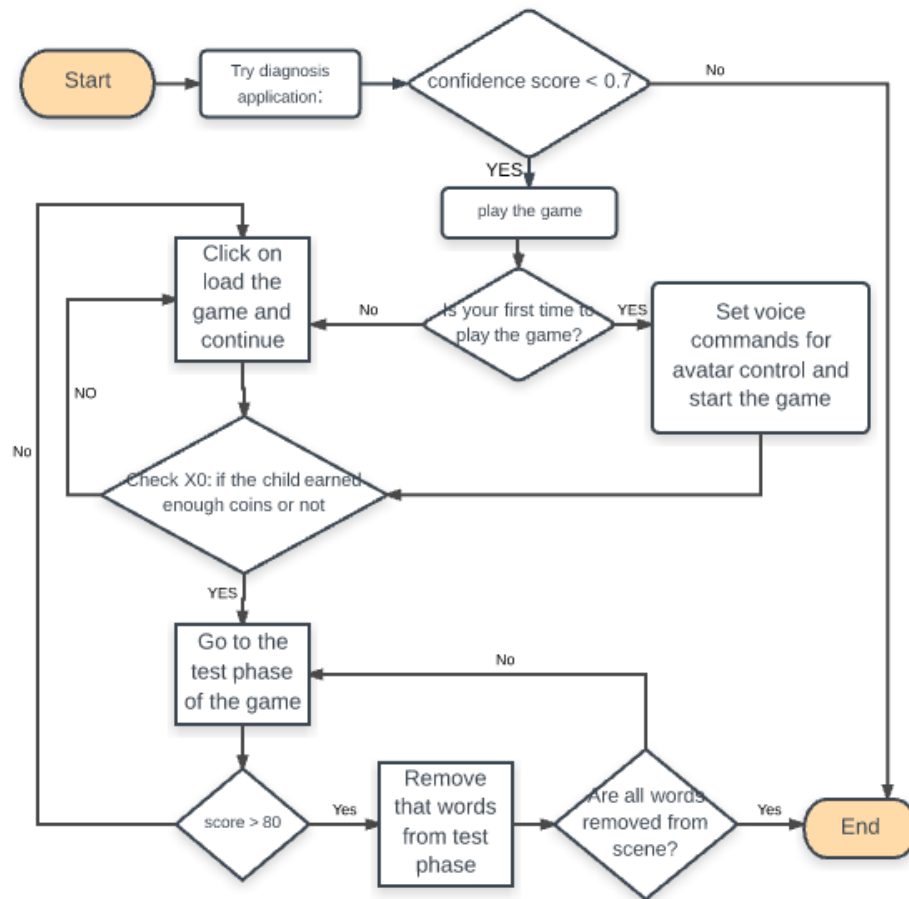 Start
Try diagnosis
application:
confidence score < 0.7
No
YES
play the game
Click on
load the
game and
continue
No
Is your first time to
play the game?
YES
Set voice
commands for
avatar control and
start the game
NO
No
Check X0: if the child earned
enough coins or not
YES
Go to the
test phase
of the game
No
score > 80
Yes
Remove
that words
from test
phase
Are all words
removed from
scene?
Yes
End